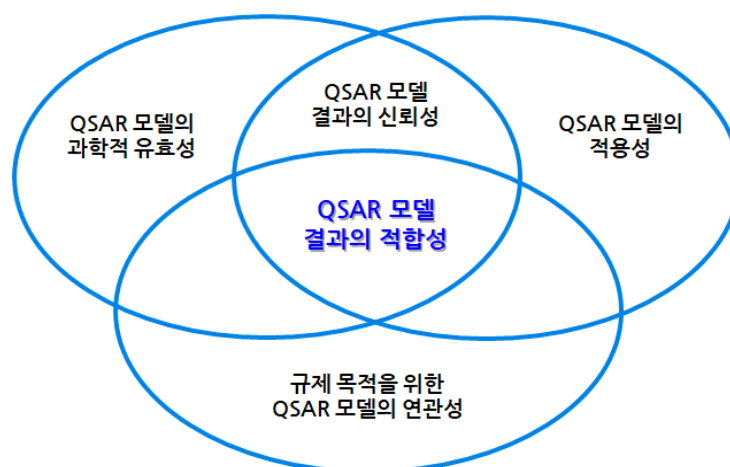 QSAR 모델의
과학적 유효성
QSAR 모델
결과의 신뢰성
QSAR 모델의
적용성
QSAR 모델
결과의 적합성
규제 목적을 위한
QSAR 모델의 연관성